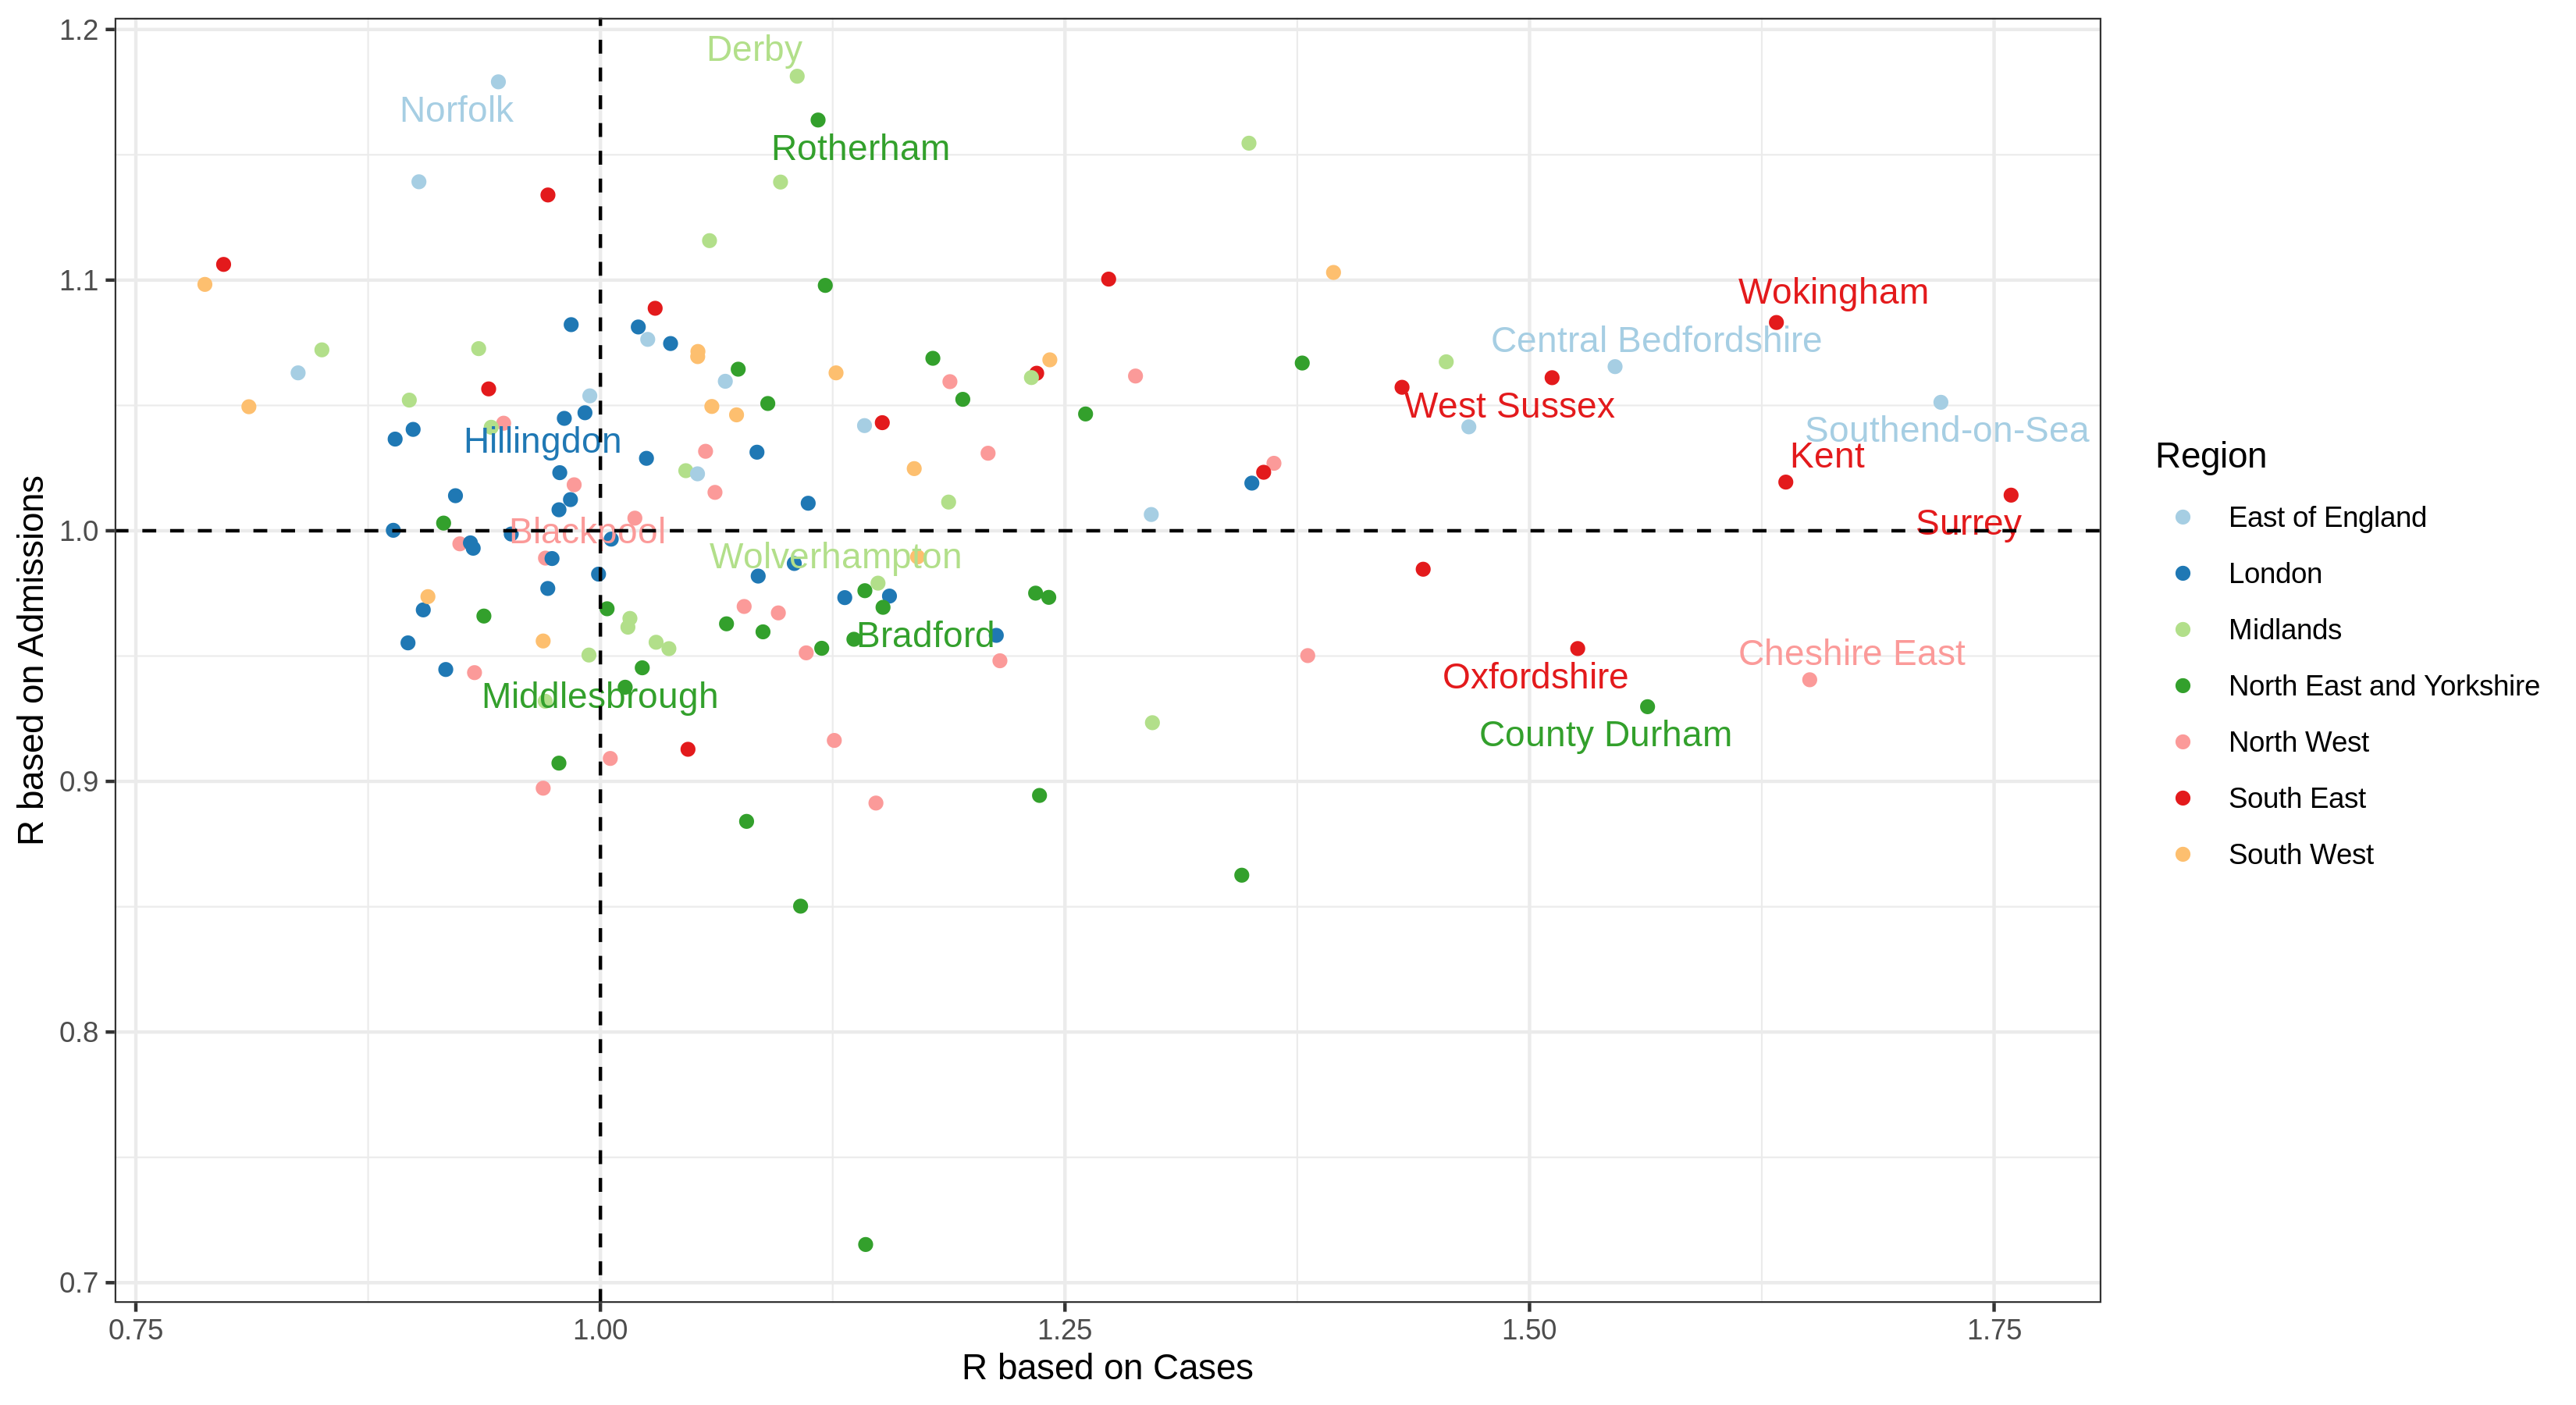 1.2
1.1
1.0
0.9
0.8
0.7
R based on Admissions
0.75
1.00
1.25
1.50
1.75
R based on Cases
Derby
Norfolk
Rotherham
Wokingham
Central Bedfordshire
West Sussex
Southend-on-Sea
Hillingdon
Kent
Surrey
Blackpool
Wolverhampton
Bradford
Cheshire East
Oxfordshire
Middlesbrough
County Durham
Region
East of England
London
Midlands
North East and Yorkshire
North West
South East
South West